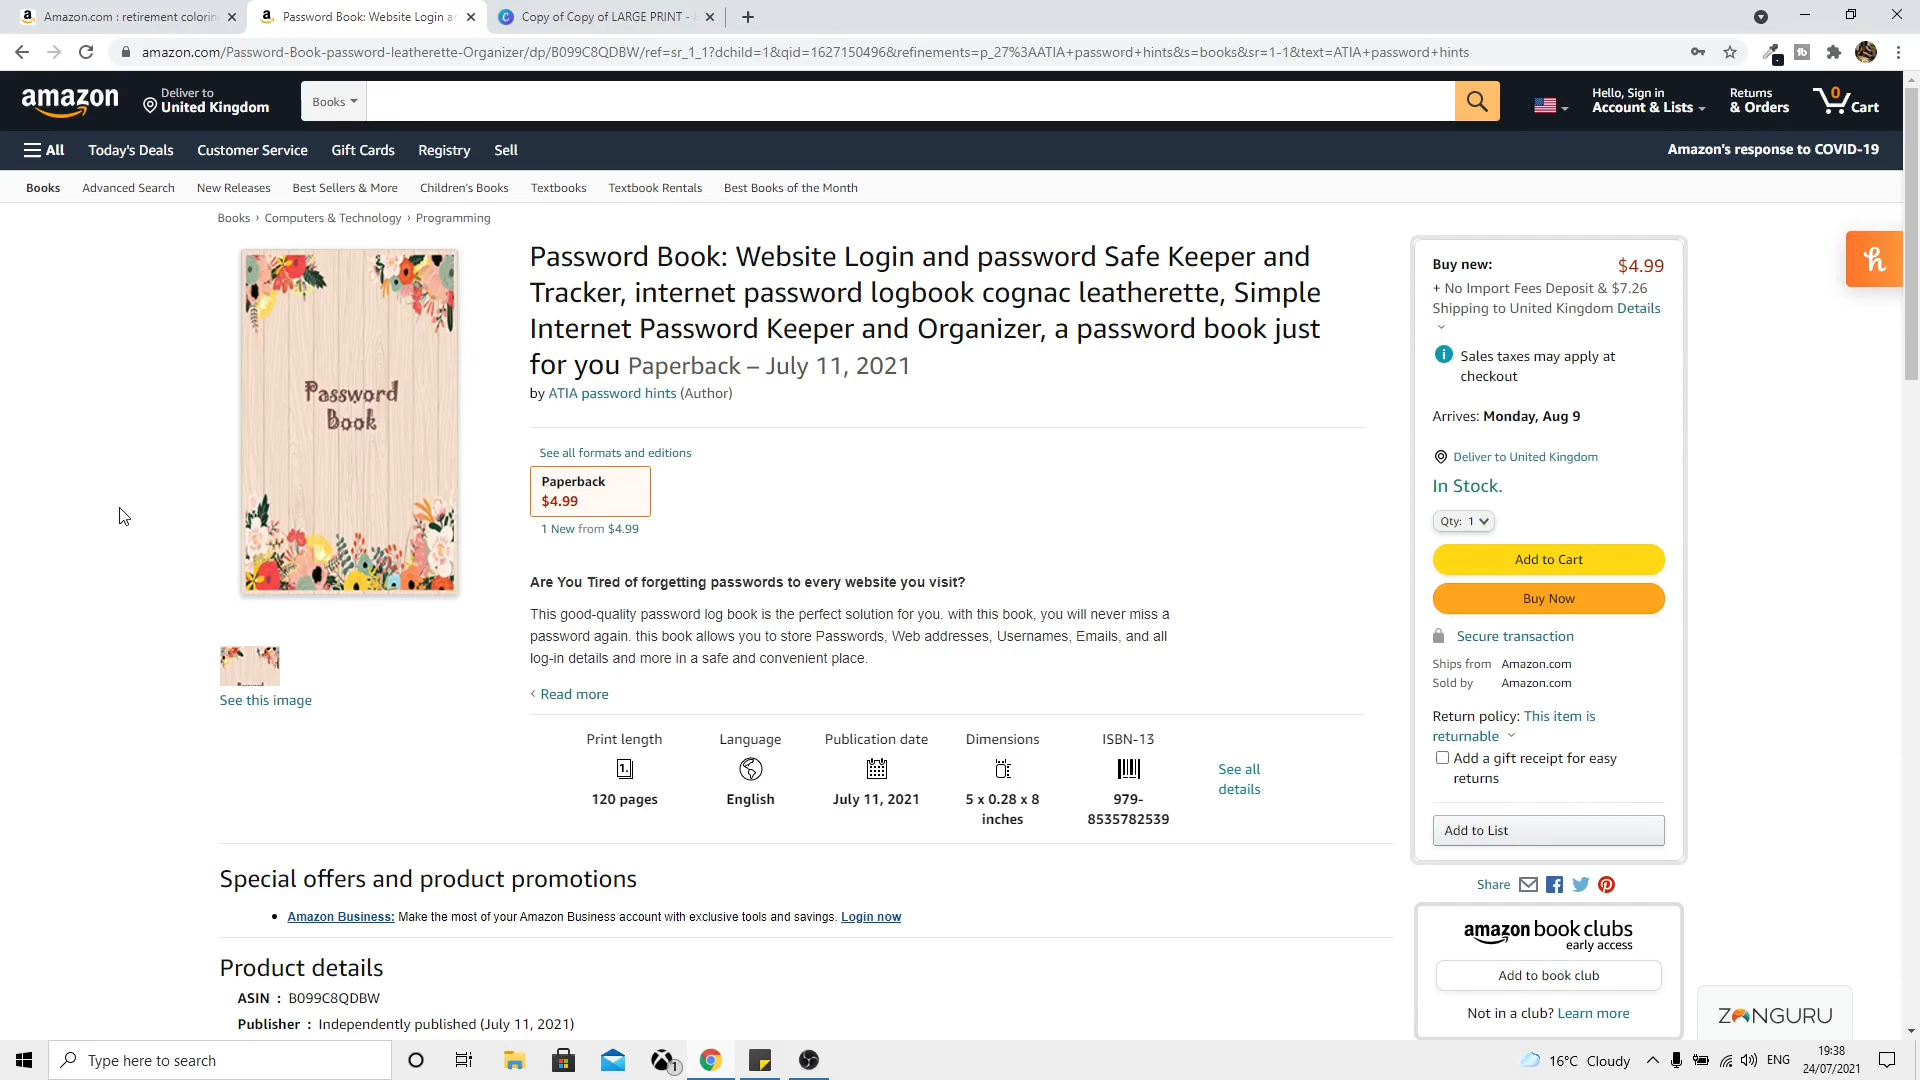 Amazon.com : retirement colorin
Password Book: Website Login ar
Copy of Copy of LARGE PRINT -
amazon.com/Password-Book-password-leatherette-Organizer/dp/B099C8QDBW/ref=sr_1_1?dchild=1&qid=1627150496&refinements=p_27%3AATIA+password+hints&s=books&sr=1-1&text=ATIA+password+hints
amazon
Deliver to
United Kingdom
Books
Hello, Sign in
Account & Lists
Returns
& Orders
0
Cart
All
Today's Deals
Customer Service
Gift Cards
Registry
Sell
Amazon's response to COVID-19
Books
Advanced Search
New Releases
Best Sellers & More
Children's Books
Textbooks
Textbook Rentals
Best Books of the Month
Books › Computers & Technology › Programming
Password
Book
See this image
Password Book: Website Login and password Safe Keeper and
Tracker, internet password logbook cognac leatherette, Simple
Internet Password Keeper and Organizer, a password book just
for you Paperback – July 11, 2021
by ATIA password hints (Author)
See all formats and editions
Paperback
$4.99
1 New from $4.99
Are You Tired of forgetting passwords to every website you visit?
This good-quality password log book is the perfect solution for you. with this book, you will never miss a
password again. this book allows you to store Passwords, Web addresses, Usernames, Emails, and all
log-in details and more in a safe and convenient place.
‹ Read more
Print length
1.
120 pages
Language
English
Publication date
July 11, 2021
Dimensions
5 x 0.28 x 8
inches
ISBN-13
979-
8535782539
See all
details
Special offers and product promotions
• Amazon Business: Make the most of your Amazon Business account with exclusive tools and savings. Login now
Product details
ASIN : B099C8QDBW
Publisher : Independently published (July 11, 2021)
Buy new: $4.99
+ No Import Fees Deposit & $7.26
Shipping to United Kingdom Details
Sales taxes may apply at
checkout
Arrives: Monday, Aug 9
Deliver to United Kingdom
In Stock.
Qty: 1
Add to Cart
Buy Now
Secure transaction
Ships from Amazon.com
Sold by Amazon.com
Return policy: This item is
returnable
Add a gift receipt for easy
returns
Add to List
Share
amazon book clubs
early access
Add to book club
Not in a club? Learn more
ZONGURU
Type here to search
1
16°C Cloudy
ENG
19:38
24/07/2021